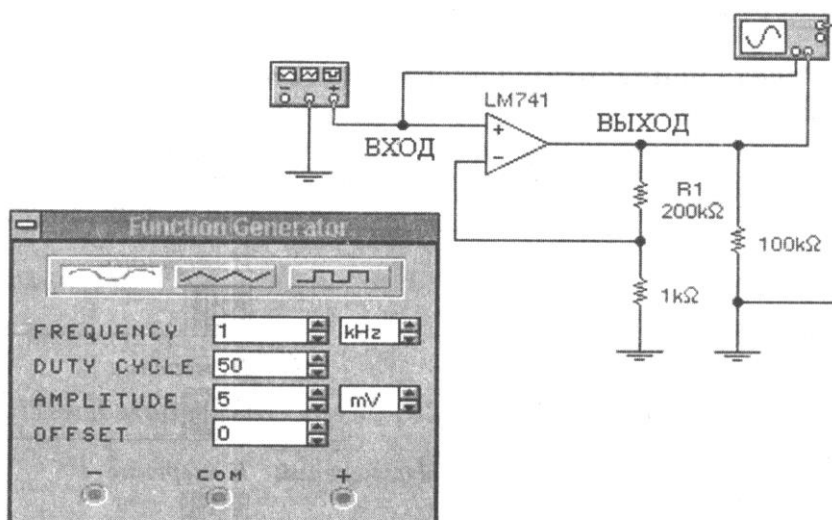 LM741
ВХОД
ВЫХОД
R1
200kΩ
100kΩ
1kΩ
Function Generator
FREQUENCY 1 kHz
DUTY CYCLE 50
AMPLITUDE 5 mV
OFFSET 0
− COM +